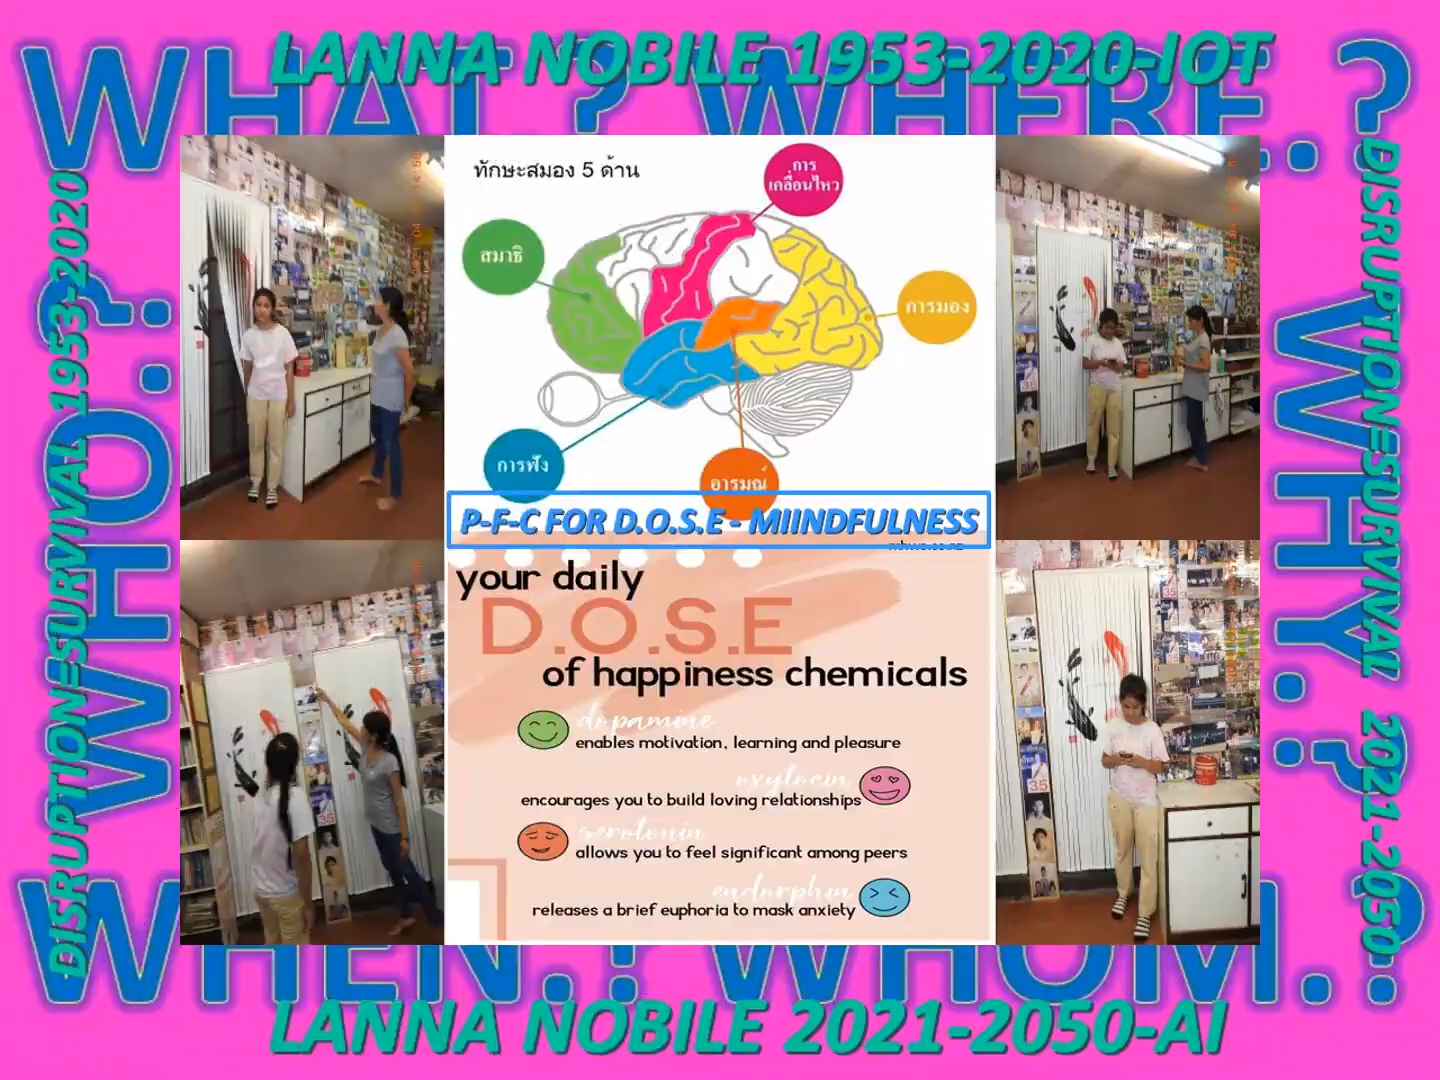 LANNA NOBILE 1953-2020-IOT
WHAT.? WHERE.?
WHO.?
DISRUPTION=SURVIVAL 1953-2020
WHY.?
DISRUPTION=SURVIVAL 2021-2050
ทักษะสมอง 5 ด้าน
การ
เคลื่อนไหว
สมาธิ
การมอง
การฟัง
อารมณ์
P-F-C FOR D.O.S.E - MIINDFULNESS
your daily
D.O.S.E
of happiness chemicals
dopamine
enables motivation, learning and pleasure
oxytocin
encourages you to build loving relationships
serotonin
allows you to feel significant among peers
endorphin
releases a brief euphoria to mask anxiety
35
35
35
WHEN.? WHOM.?
LANNA NOBILE 2021-2050-AI